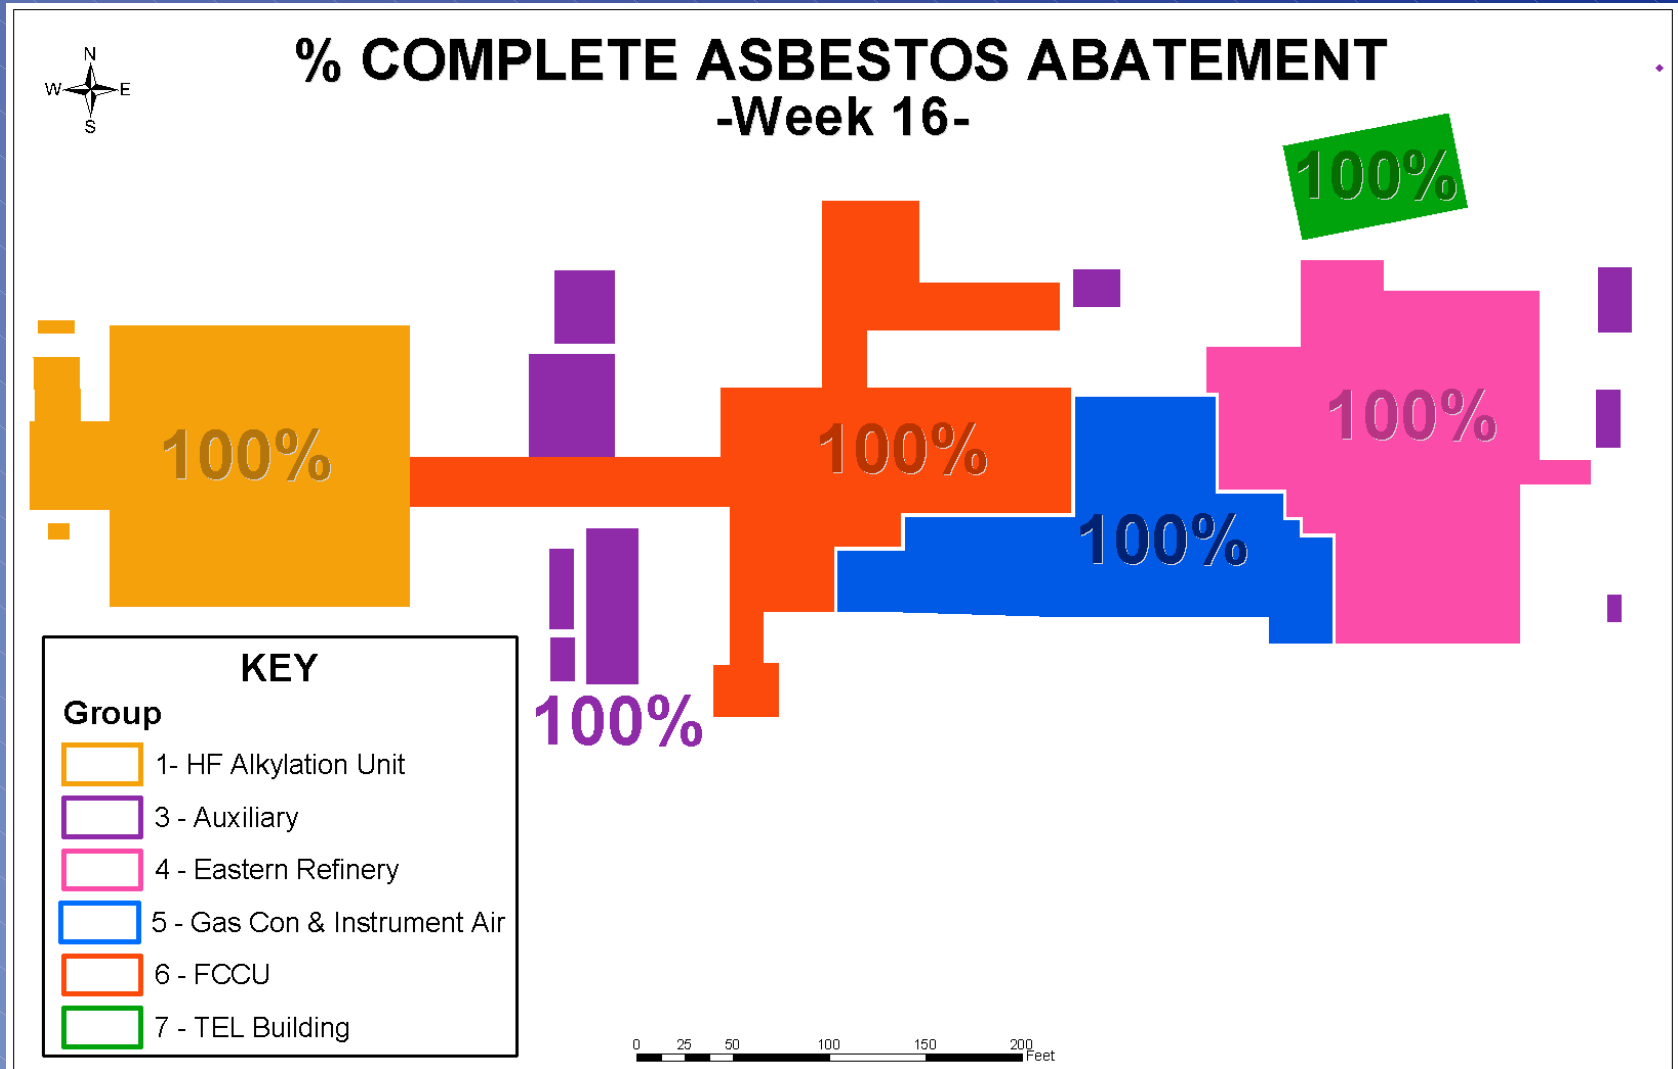 % COMPLETE ASBESTOS ABATEMENT
-Week 16-
N
W E
S
100%
100%
100%
100%
100%
100%
KEY
Group
1- HF Alkylation Unit
3 - Auxiliary
4 - Eastern Refinery
5 - Gas Con & Instrument Air
6 - FCCU
7 - TEL Building
0 25 50 100 150 200
Feet